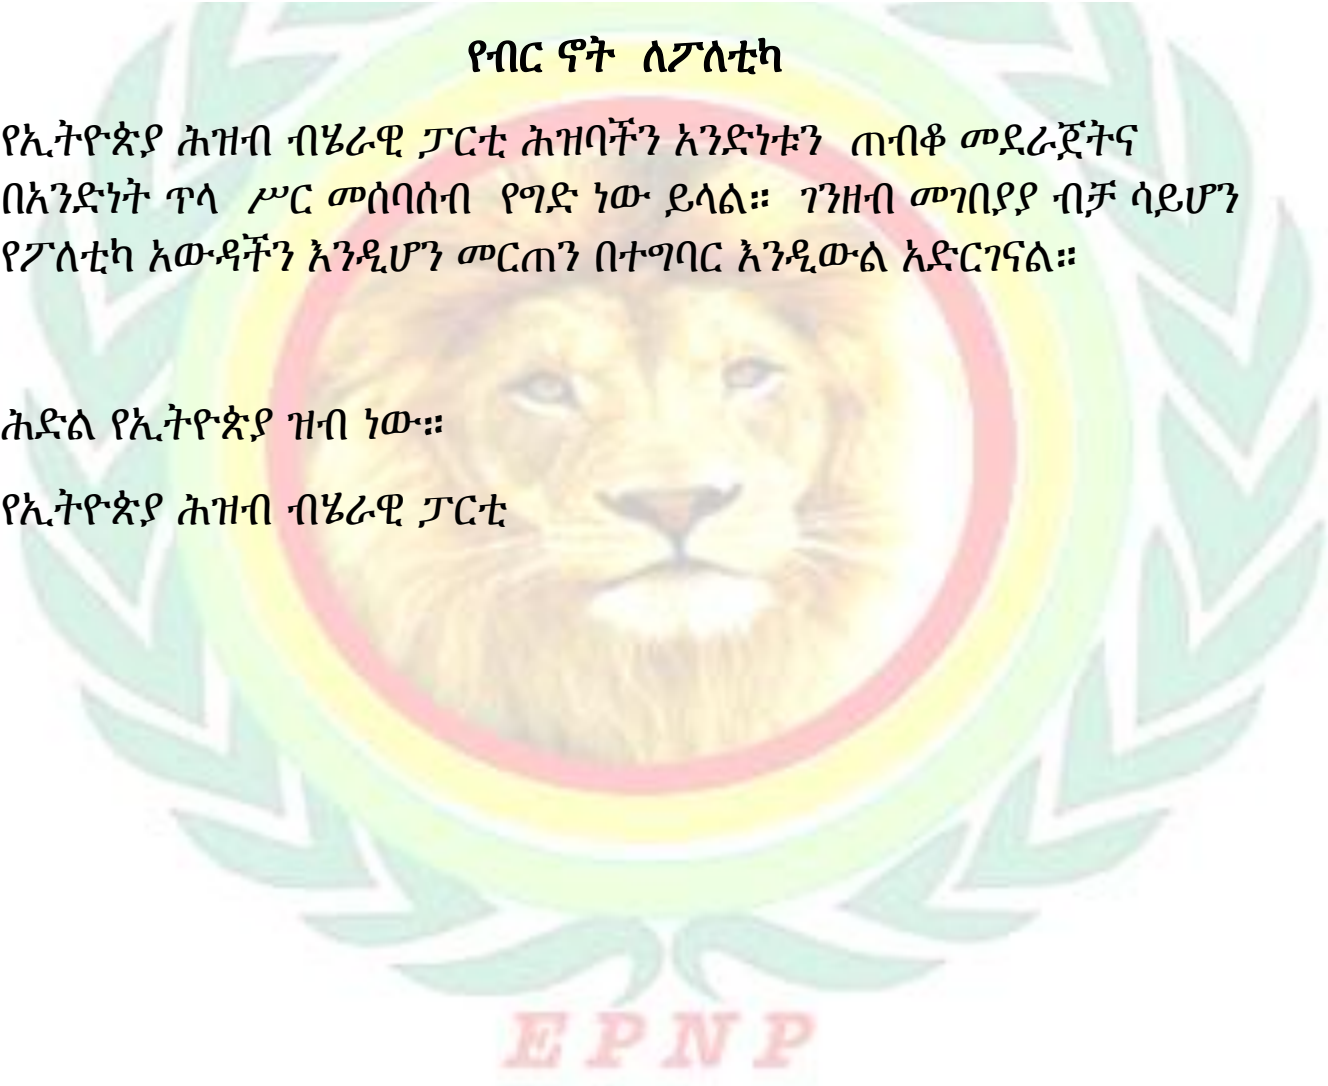 የብር ኖት ለፖለቲካ
የኢትዮጵያ ሕዝብ ብሄራዊ ፓርቲ ሕዝባችን አንድነቱን ጠብቆ መደራጀትና
በአንድነት ጥላ ሥር መሰባሰብ የግድ ነው ይላል። ገንዘብ መገበያያ ብቻ ሳይሆን
የፖለቲካ አውዳችን እንዲሆን መርጠን በተግባር እንዲውል አድርገናል።
ሕድል የኢትዮጵያ ዝብ ነው።
የኢትዮጵያ ሕዝብ ብሄራዊ ፓርቲ
EPNP